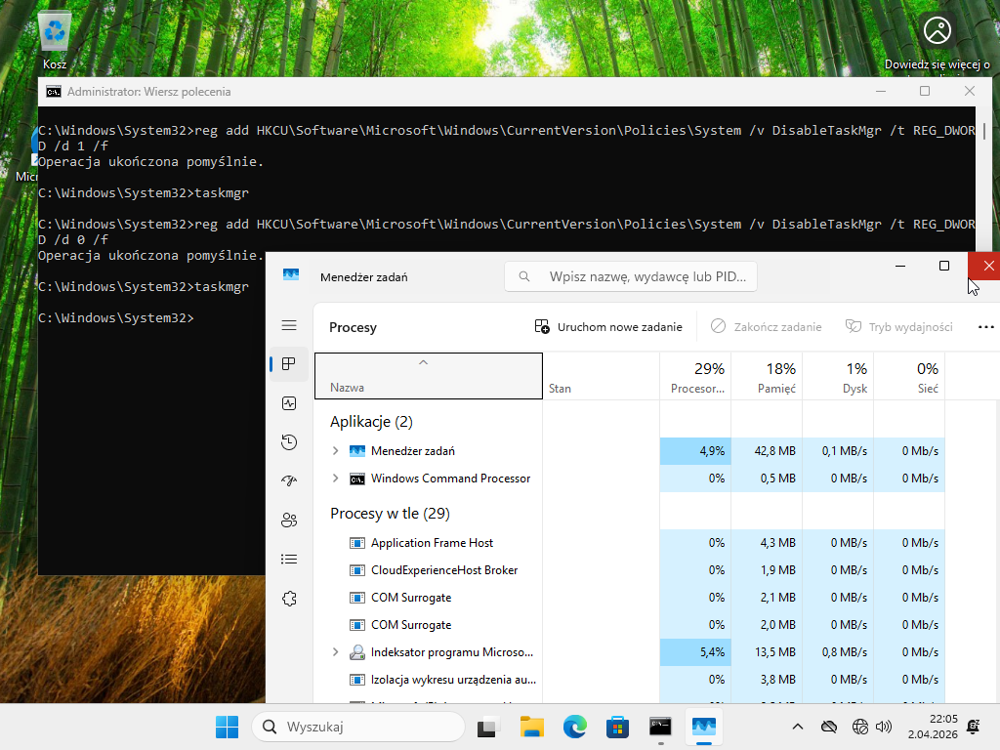 Kosz
Dowiedz się więcej o
Administrator: Wiersz polecenia
C:\Windows\System32>reg add HKCU\Software\Microsoft\Windows\CurrentVersion\Policies\System /v DisableTaskMgr /t REG_DWOR
D /d 1 /f
Operacja ukończona pomyślnie.
C:\Windows\System32>taskmgr
C:\Windows\System32>reg add HKCU\Software\Microsoft\Windows\CurrentVersion\Policies\System /v DisableTaskMgr /t REG_DWOR
D /d 0 /f
Operacja ukończona pomyślnie.
C:\Windows\System32>taskmgr
C:\Windows\System32>
Menedżer zadań
Wpisz nazwę, wydawcę lub PID...
Procesy
Uruchom nowe zadanie
Zakończ zadanie
Tryb wydajności
29% 18% 1% 0%
Nazwa Stan Procesor... Pamięć Dysk Sieć
Aplikacje (2)
Menedżer zadań 4,9% 42,8 MB 0,1 MB/s 0 Mb/s
Windows Command Processor 0% 0,5 MB 0 MB/s 0 Mb/s
Procesy w tle (29)
Application Frame Host 0% 4,3 MB 0 MB/s 0 Mb/s
CloudExperienceHost Broker 0% 1,9 MB 0 MB/s 0 Mb/s
COM Surrogate 0% 2,1 MB 0 MB/s 0 Mb/s
COM Surrogate 0% 2,0 MB 0 MB/s 0 Mb/s
Indeksator programu Microso... 5,4% 13,5 MB 0,8 MB/s 0 Mb/s
Izolacja wykresu urządzenia au... 0% 3,8 MB 0 MB/s 0 Mb/s
Wyszukaj
22:05
2.04.2026